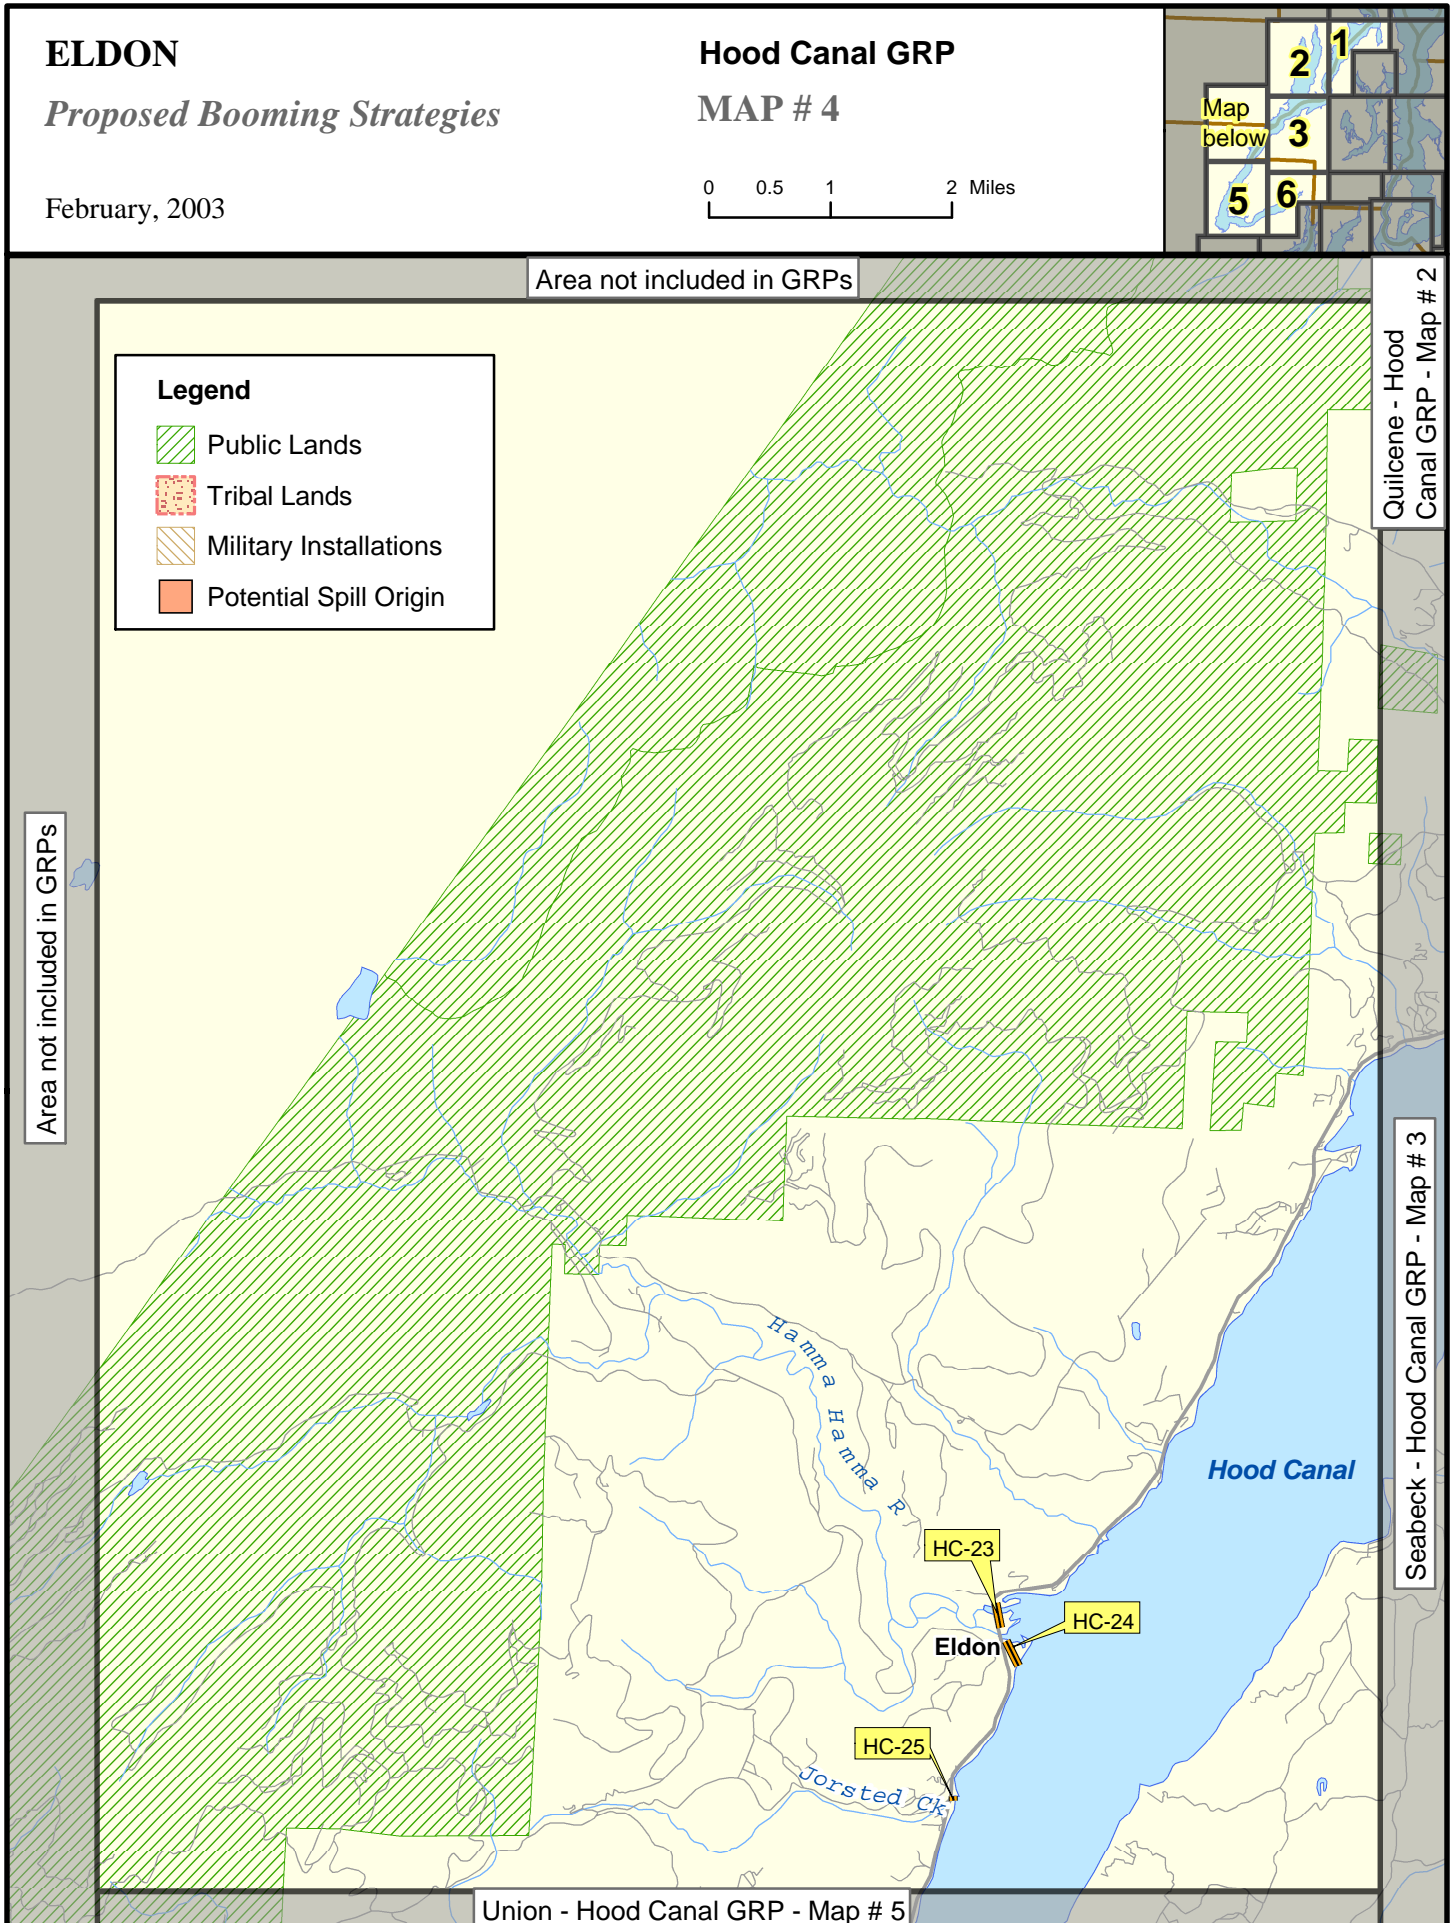 ELDON
Proposed Booming Strategies
February, 2003
Hood Canal GRP
MAP # 4
0 0.5 1 2 Miles
1
2
Map
below
3
5
6
Area not included in GRPs
Quilcene - Hood
Canal GRP - Map # 2
Legend
Public Lands
Tribal Lands
Military Installations
Potential Spill Origin
Area not included in GRPs
Seabeck - Hood Canal GRP - Map # 3
Hamma Hamma R
Hood Canal
HC-23
HC-24
Eldon
HC-25
Jorsted Ck
Union - Hood Canal GRP - Map # 5